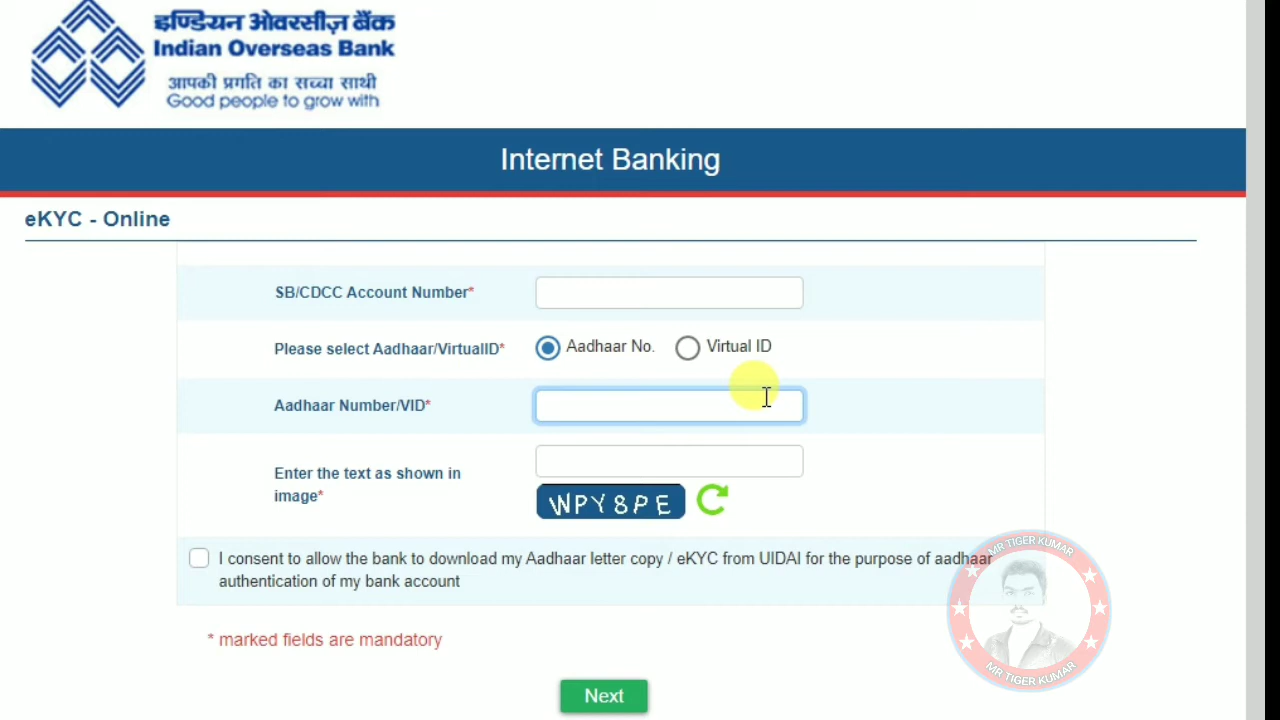 इण्डियन ओवरसीज़ बैंक
Indian Overseas Bank
आपकी प्रगति का सच्चा साथी
Good people to grow with
Internet Banking
eKYC - Online
SB/CDCC Account Number*
Please select Aadhaar/VirtualID*
Aadhaar No.
Virtual ID
Aadhaar Number/VID*
Enter the text as shown in
image*
WPY8PE
I consent to allow the bank to download my Aadhaar letter copy / eKYC from UIDAI for the purpose of aadhaar
authentication of my bank account
* marked fields are mandatory
Next
MR TIGER KUMAR
MR TIGER KUMAR